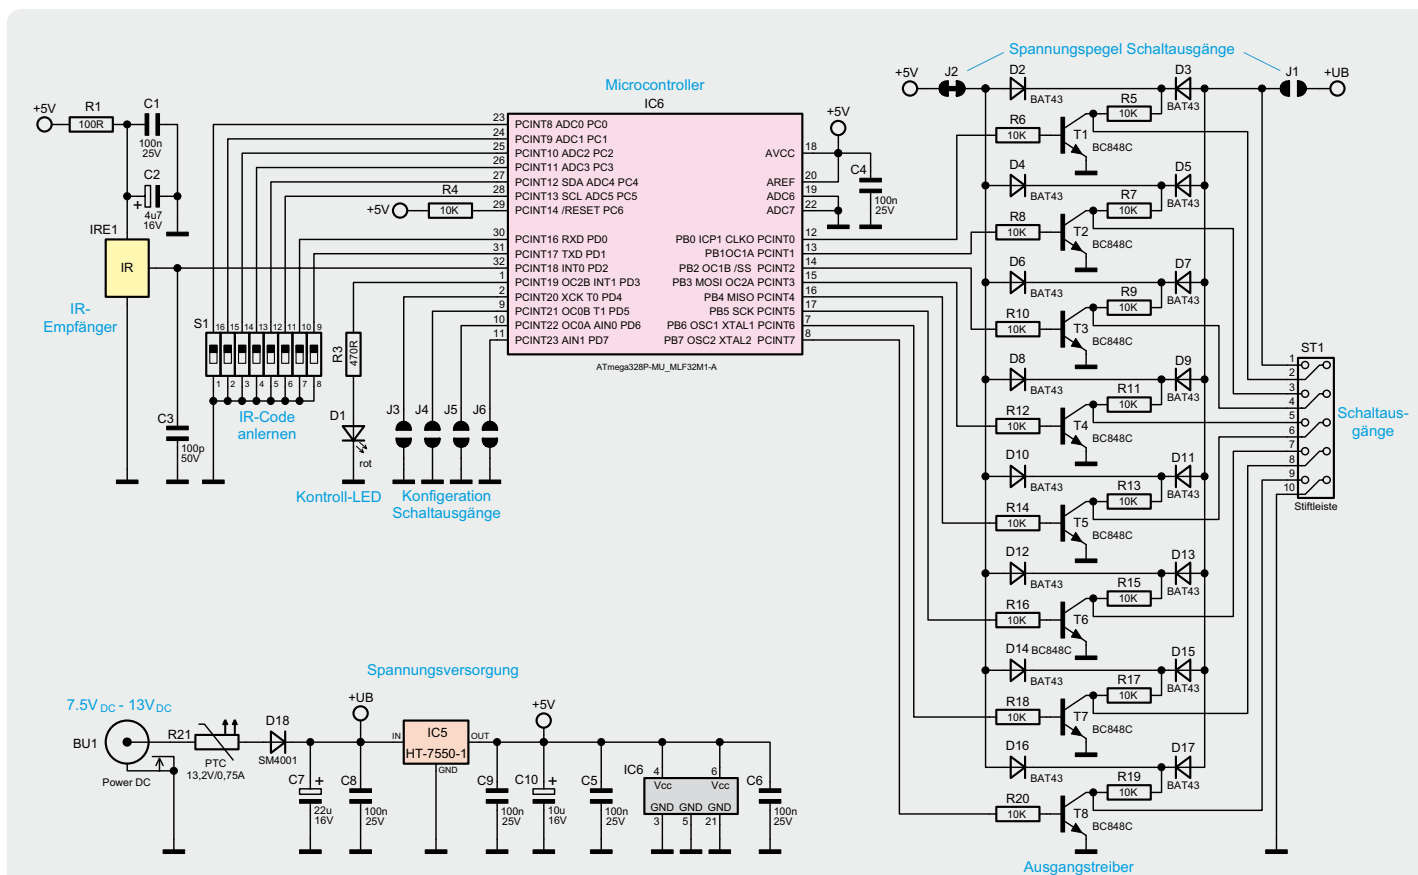 Spannungspegel Schaltausgänge
+5V
J2
D2
BAT43
D3
BAT43
J1
+UB
Microcontroller
IC6
+5V
R1
100R
C1
100n
25V
C2
+
4u7
16V
IRE1
IR
IR-
Empfänger
C3
100p
50V
S1
16 15 14 13 12 11 10 9
1 2 3 4 5 6 7 8
IR-Code
anlernen
R3
470R
D1
rot
Kontroll-LED
J3
J4
J5
J6
Konfigeration
Schaltausgänge
+5V
R4
10K
23 PCINT8 ADC0 PC0
24 PCINT9 ADC1 PC1
25 PCINT10 ADC2 PC2
26 PCINT11 ADC3 PC3
27 PCINT12 SDA ADC4 PC4
28 PCINT13 SCL ADC5 PC5
29 PCINT14 /RESET PC6
30 PCINT16 RXD PD0
31 PCINT17 TXD PD1
32 PCINT18 INT0 PD2
1 PCINT19 OC2B INT1 PD3
2 PCINT20 XCK T0 PD4
9 PCINT21 OC0B T1 PD5
10 PCINT22 OC0A AIN0 PD6
11 PCINT23 AIN1 PD7
AVCC 18
AREF 20
ADC6 19
ADC7 22
PB0 ICP1 CLKO PCINT0 12
PB1OC1A PCINT1 13
PB2 OC1B /SS PCINT2 14
PB3 MOSI OC2A PCINT3 15
PB4 MISO PCINT4 16
PB5 SCK PCINT5 17
PB6 OSC1 XTAL1 PCINT6 7
PB7 OSC2 XTAL2 PCINT7 8
ATmega328P-MU_MLF32M1-A
+5V
C4
100n
25V
R5
10K
R6
10K
T1
BC848C
D4
BAT43
D5
BAT43
R7
10K
R8
10K
T2
BC848C
D6
BAT43
D7
BAT43
R9
10K
R10
10K
T3
BC848C
D8
BAT43
D9
BAT43
R11
10K
R12
10K
T4
BC848C
D10
BAT43
D11
BAT43
R13
10K
R14
10K
T5
BC848C
D12
BAT43
D13
BAT43
R15
10K
R16
10K
T6
BC848C
D14
BAT43
D15
BAT43
R17
10K
R18
10K
T7
BC848C
D16
BAT43
D17
BAT43
R19
10K
R20
10K
T8
BC848C
Ausgangstreiber
ST1
1
2
3
4
5
6
7
8
9
10
Stiftleiste
Schaltaus-
gänge
Spannungsversorgung
7.5V DC - 13V DC
BU1
Power DC
R21
PTC
13,2V/0,75A
D18
SM4001
+UB
C7
+
22u
16V
C8
100n
25V
IN
IC5
HT-7550-1
OUT
GND
C9
100n
25V
+5V
C10
+
10u
16V
C5
100n
25V
IC6
4
6
Vcc
Vcc
GND GND GND
3 5 21
C6
100n
25V